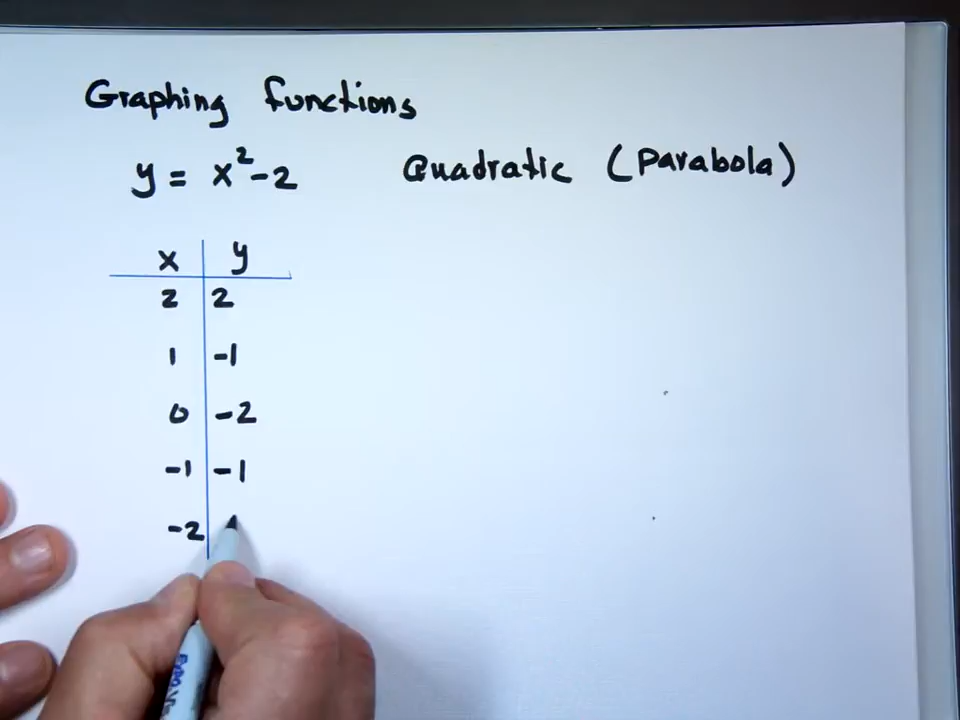 Graphing functions
y = x² - 2 Quadratic (Parabola)
x y
2 2
1 -1
0 -2
-1 -1
-2